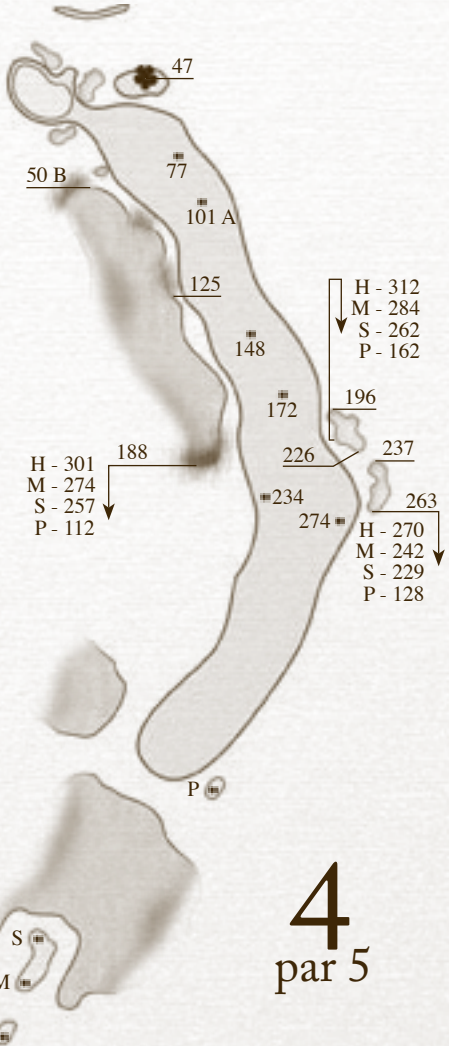 47
50 B
77
101 A
125
H - 312
M - 284
S - 262
P - 162
148
172
196
188
226
237
H - 301
M - 274
S - 257
P - 112
234
274
263
H - 270
M - 242
S - 229
P - 128
P
4
par 5
S
M